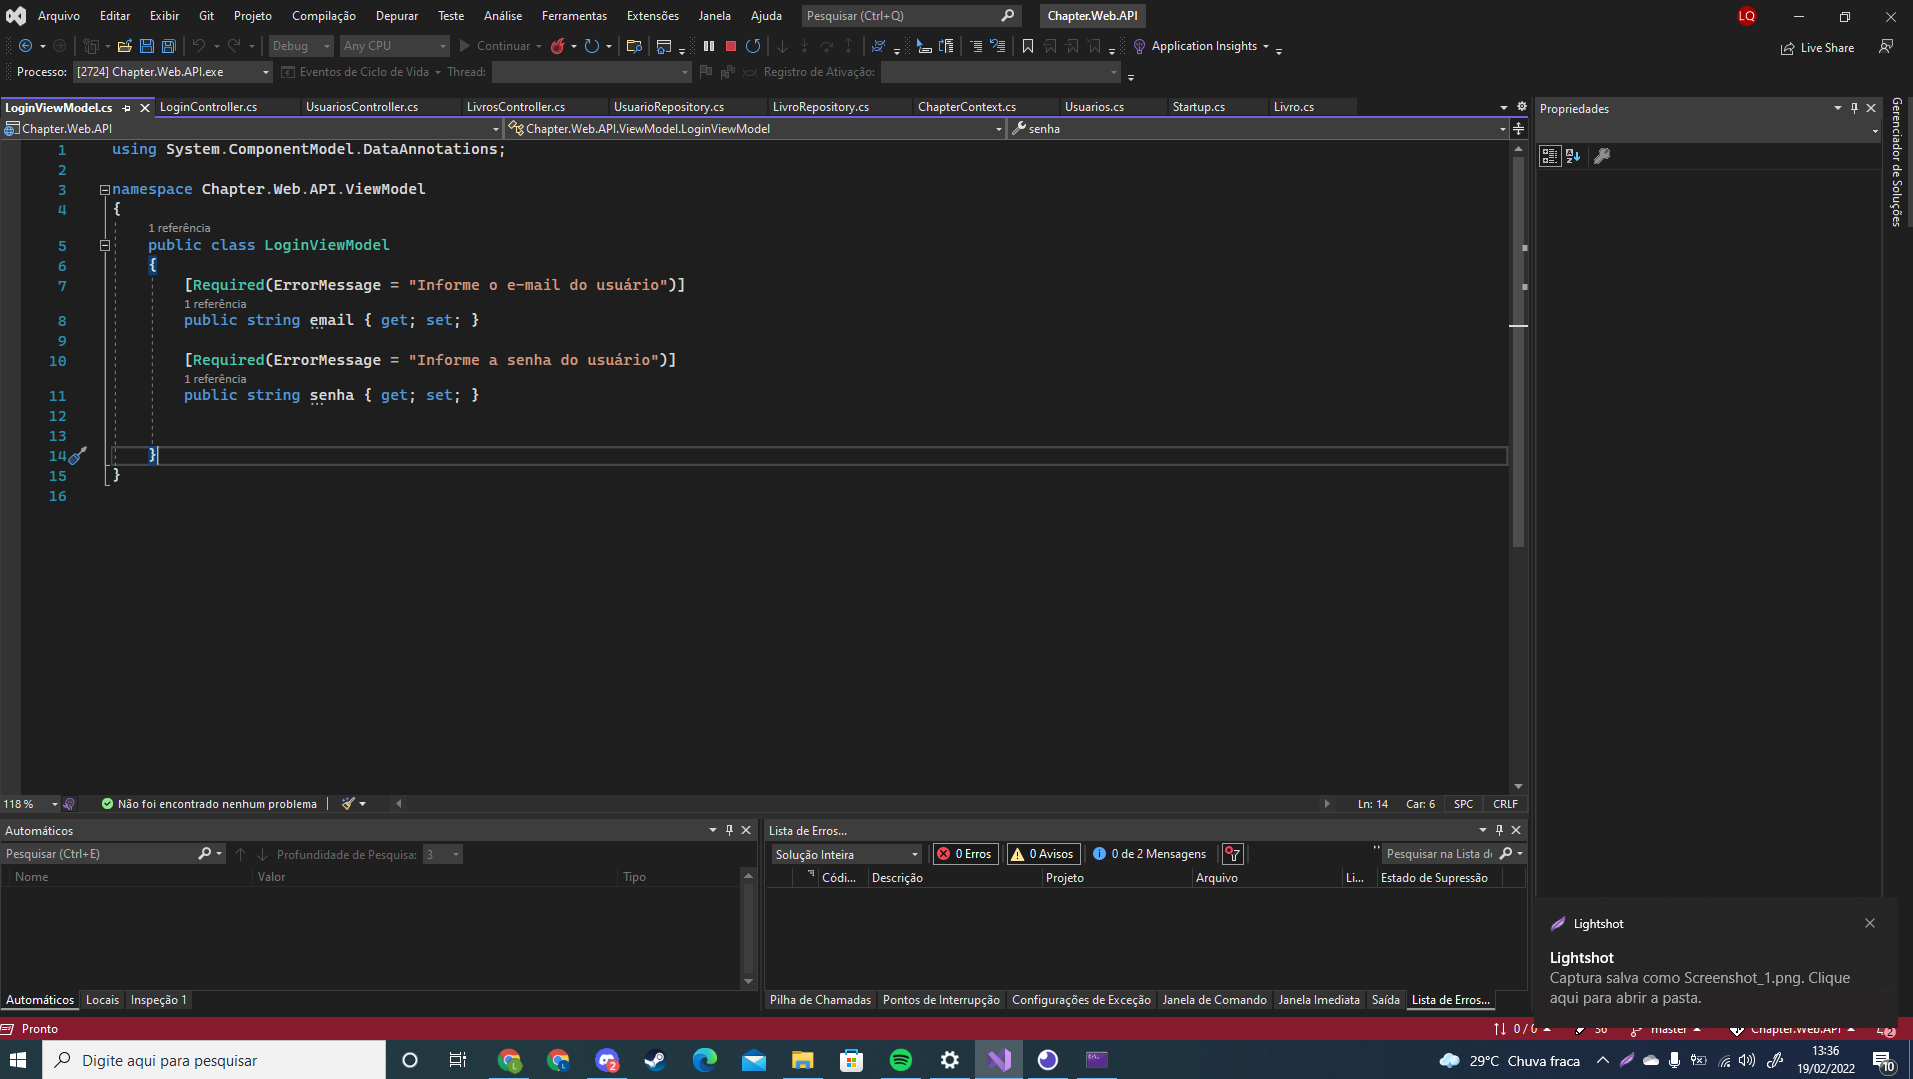 Arquivo Editar Exibir Git Projeto Compilação Depurar Teste Análise Ferramentas Extensões Janela Ajuda Pesquisar (Ctrl+Q) Chapter.Web.API LQ
Debug Any CPU Continuar Application Insights Live Share
Processo: [2724] Chapter.Web.API.exe Eventos de Ciclo de Vida Thread: Registro de Ativação:
LoginViewModel.cs LoginController.cs UsuariosController.cs LivrosController.cs UsuarioRepository.cs LivroRepository.cs ChapterContext.cs Usuarios.cs Startup.cs Livro.cs
Chapter.Web.API Chapter.Web.API.ViewModel.LoginViewModel senha
Propriedades
Gerenciador de Soluções
1 using System.ComponentModel.DataAnnotations;
2
3 namespace Chapter.Web.API.ViewModel
4 {
1 referência
5 public class LoginViewModel
6 {
7 [Required(ErrorMessage = "Informe o e-mail do usuário")]
1 referência
8 public string email { get; set; }
9
10 [Required(ErrorMessage = "Informe a senha do usuário")]
1 referência
11 public string senha { get; set; }
12
13
14 }
15 }
16
118 % Não foi encontrado nenhum problema Ln: 14 Car: 6 SPC CRLF
Automáticos
Pesquisar (Ctrl+E) Profundidade de Pesquisa: 3
Nome Valor Tipo
Automáticos Locais Inspeção 1
Lista de Erros...
Solução Inteira 0 Erros 0 Avisos 0 de 2 Mensagens Pesquisar na Lista de
Códi... Descrição Projeto Arquivo Li... Estado de Supressão
Pilha de Chamadas Pontos de Interrupção Configurações de Exceção Janela de Comando Janela Imediata Saída Lista de Erros...
Lightshot
Lightshot
Captura salva como Screenshot_1.png. Clique
aqui para abrir a pasta.
Pronto 0 / 0 master Chapter.Web.API 2
Digite aqui para pesquisar 2 29°C Chuva fraca 13:36
19/02/2022 10